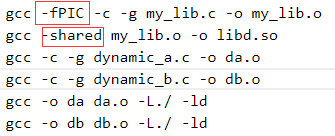 gcc -fPIC -c -g my_lib.c -o my_lib.o
gcc -shared my_lib.o -o libd.so
gcc -c -g dynamic_a.c -o da.o
gcc -c -g dynamic_b.c -o db.o
gcc -o da da.o -L./ -ld
gcc -o db db.o -L./ -ld